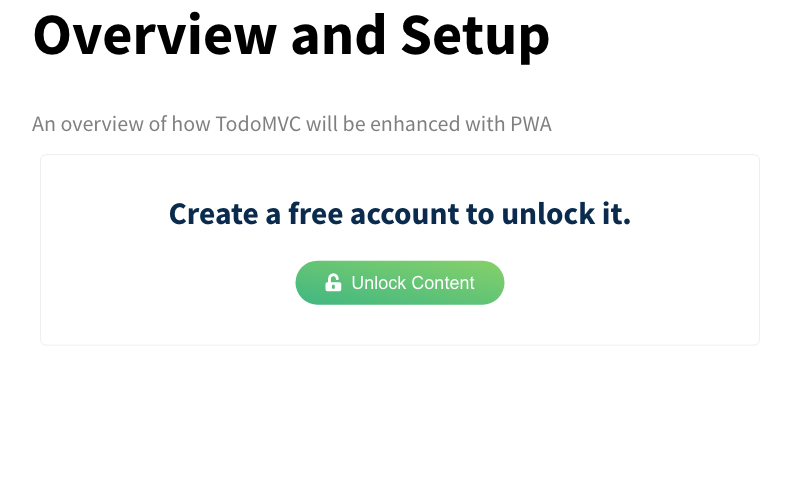 Overview and Setup
An overview of how TodoMVC will be enhanced with PWA
Create a free account to unlock it.
Unlock Content